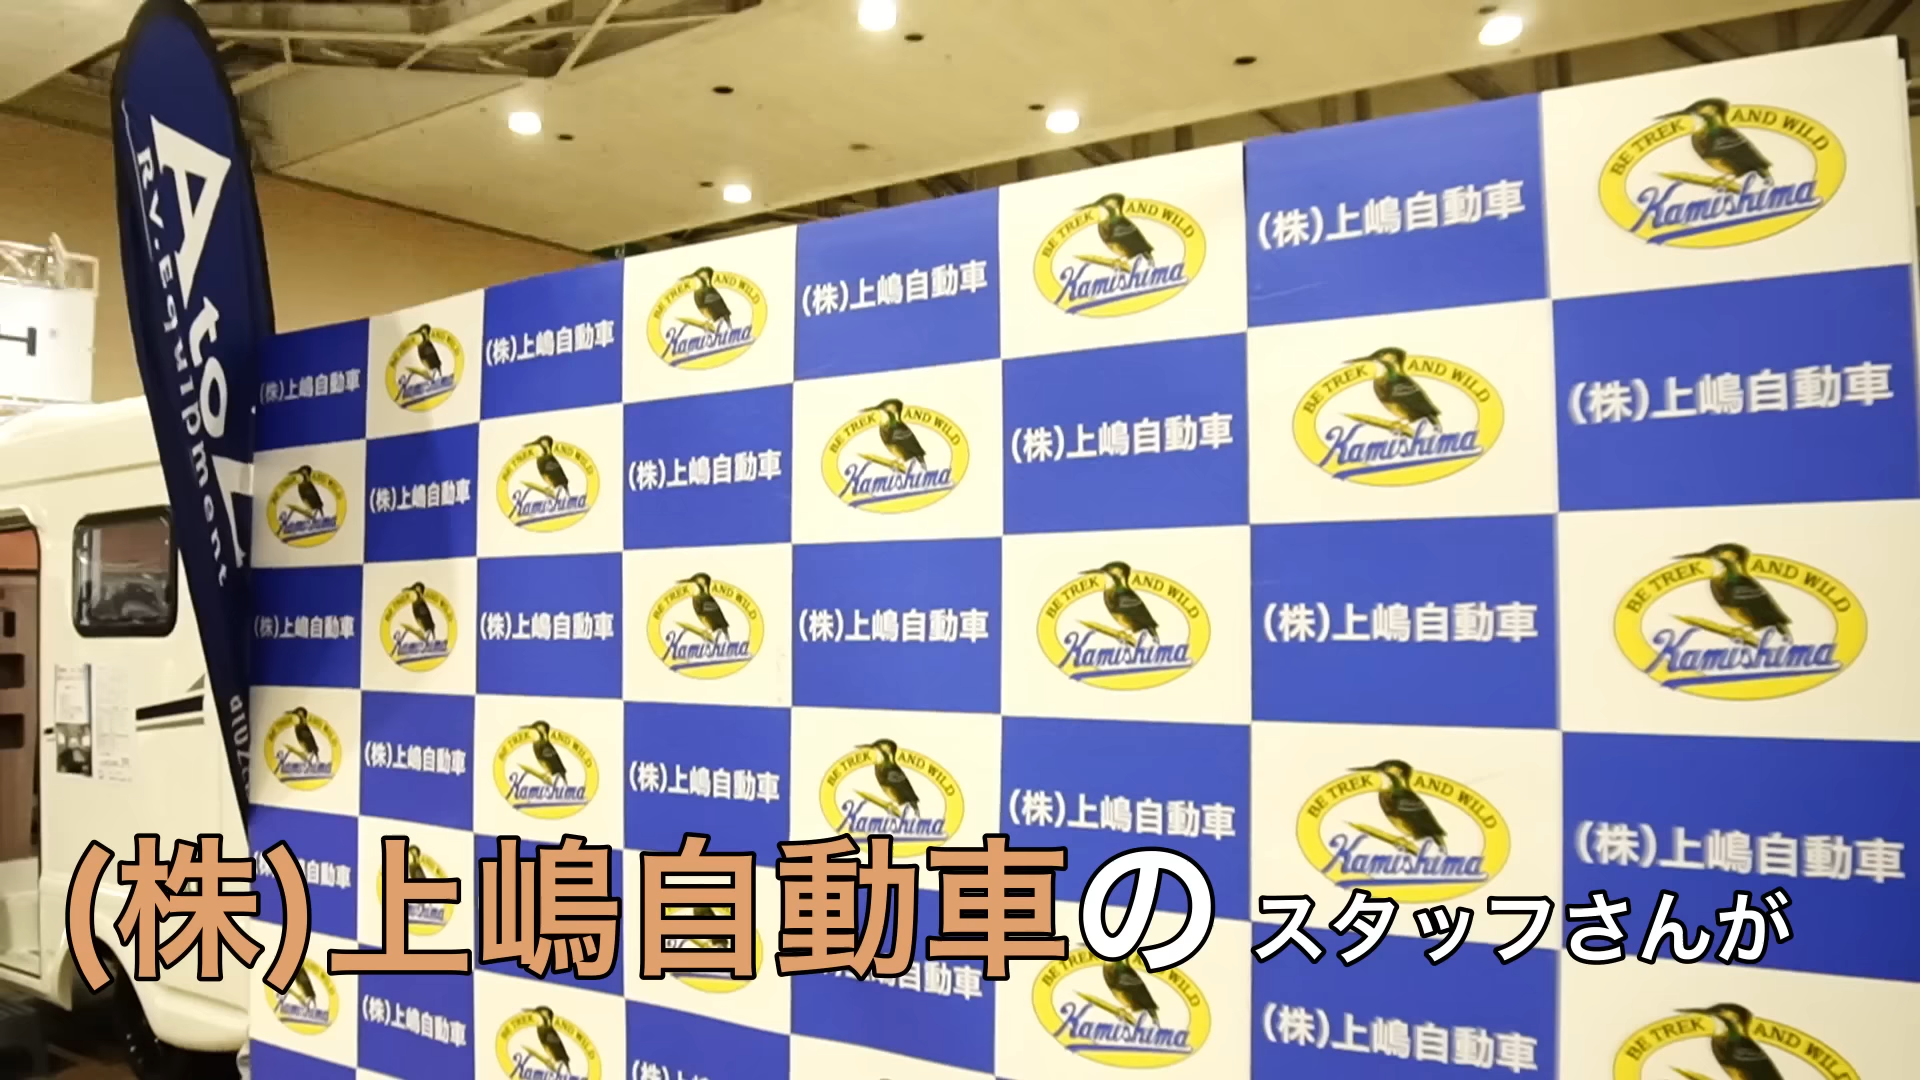 AtoZ
RV.Equipment
(株)上嶋自動車
BE TREK AND WILD
Kamishima
(株)上嶋自動車の スタッフさんが